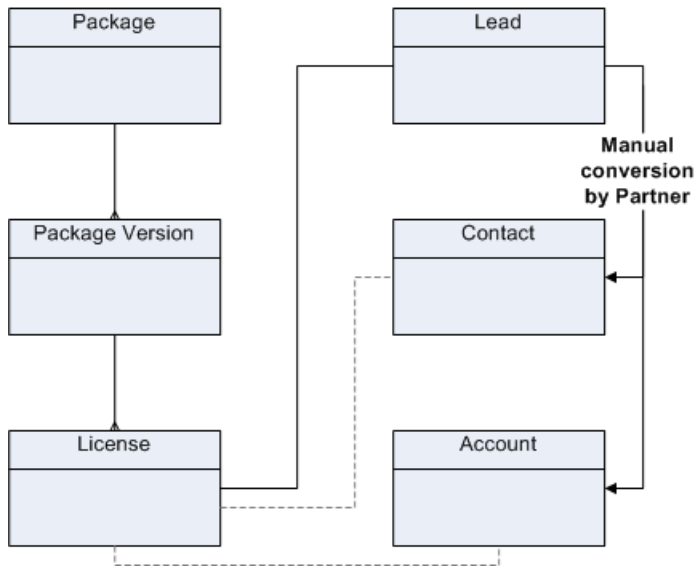 Package
Lead
Manual
conversion
by Partner
Package Version
Contact
License
Account